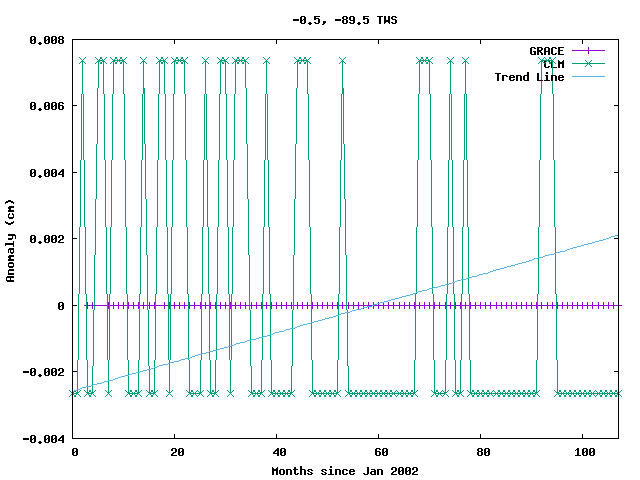 -0.5, -89.5 TWS
0.008
0.006
0.004
0.002
0
-0.002
-0.004
Anomaly (cm)
GRACE
CLM
Trend Line
0 20 40 60 80 100
Months since Jan 2002